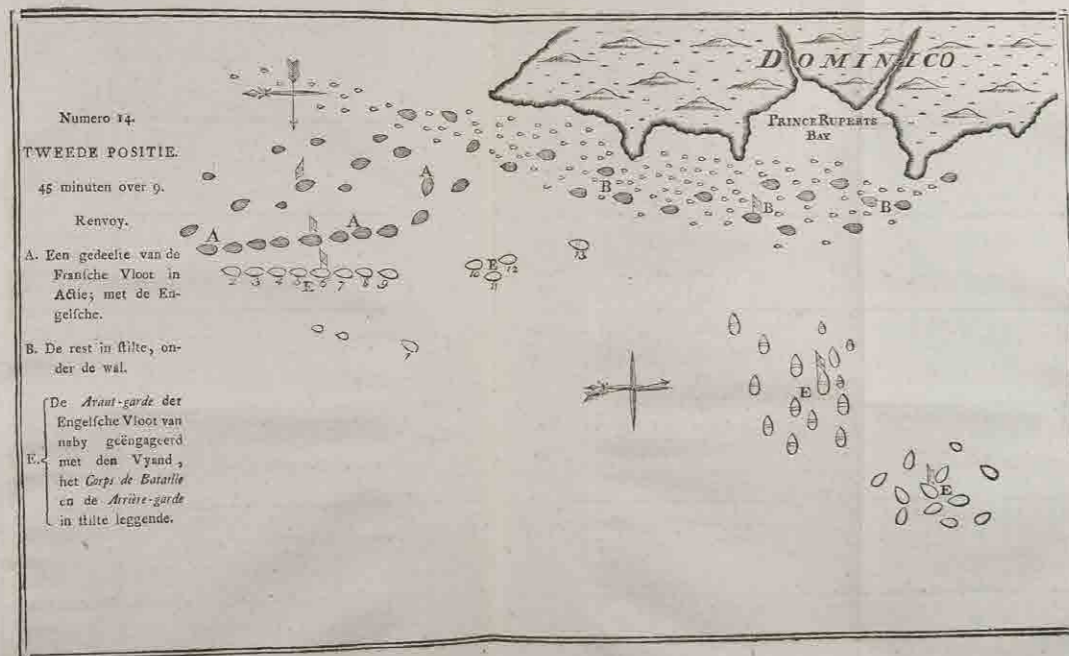 Numero 14.
TWEEDE POSITIE.
45 minuten over 9.
Renvoy.
A. Een gedeelte van de
Franſche Vloot in
Actie; met de En-
gelſche.
B. De rest in ſtilte, on-
der de wal.
E. De Avant-garde der
Engelſche Vloot van
naby geëngageerd
met den Vyand,
het Corps de Bataille
en de Arrière-garde
in ſtilte leggende.
DOMINICO
PRINCE RUPERTS
BAY
A
A
A
B
B
B
2 3 4 5 E 6 7 8 9
10 E 12
11
13
1
E
E